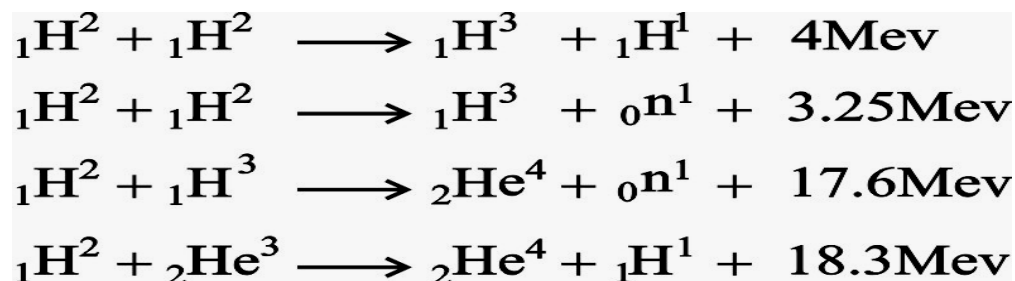 ₁H² + ₁H² ⟶ ₁H³ + ₁H¹ + 4Mev
₁H² + ₁H² ⟶ ₁H³ + ₀n¹ + 3.25Mev
₁H² + ₁H³ ⟶ ₂He⁴ + ₀n¹ + 17.6Mev
₁H² + ₂He³ ⟶ ₂He⁴ + ₁H¹ + 18.3Mev